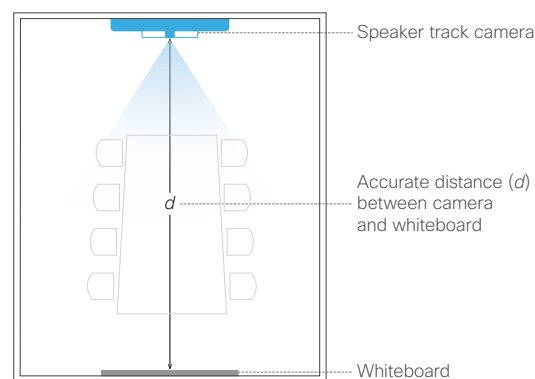 Speaker track camera
d
Accurate distance (d)
between camera
and whiteboard
Whiteboard